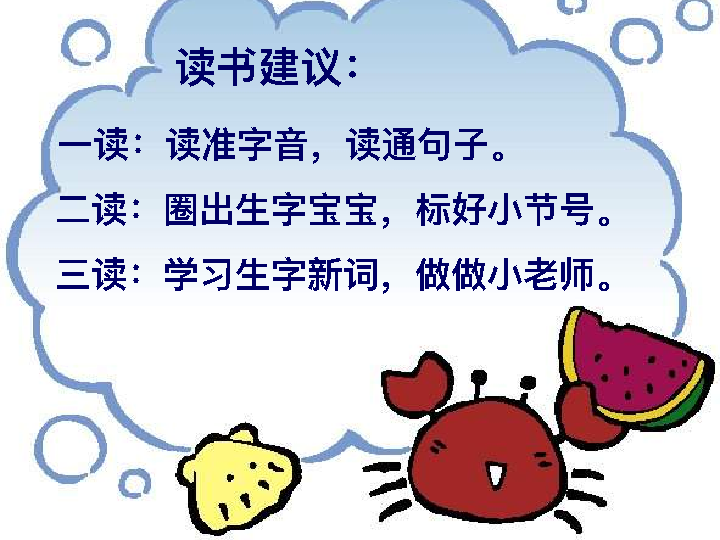 读书建议：
一读：读准字音，读通句子。
二读：圈出生字宝宝，标好小节号。
三读：学习生字新词，做做小老师。